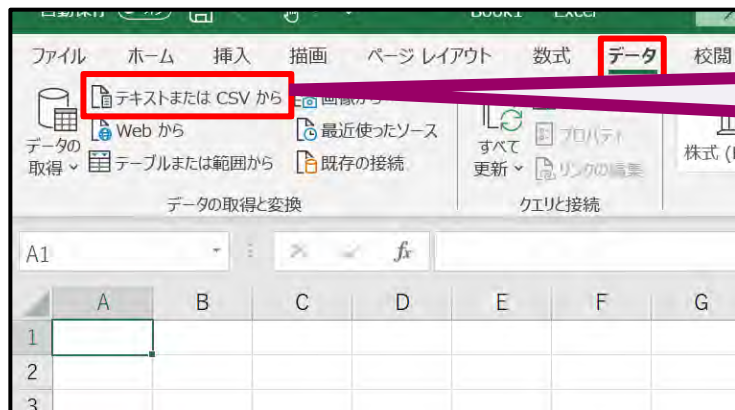 Book1 Excel
ファイル ホーム 挿入 描画 ページ レイアウト 数式 データ 校閲
テキストまたは CSV から
Web から
最近使ったソース
テーブルまたは範囲から
既存の接続
データの
取得
すべて
更新
プロパティ
リンクの編集
株式 (
データの取得と変換
クエリと接続
A1
fx
A B C D E F G
1
2
3